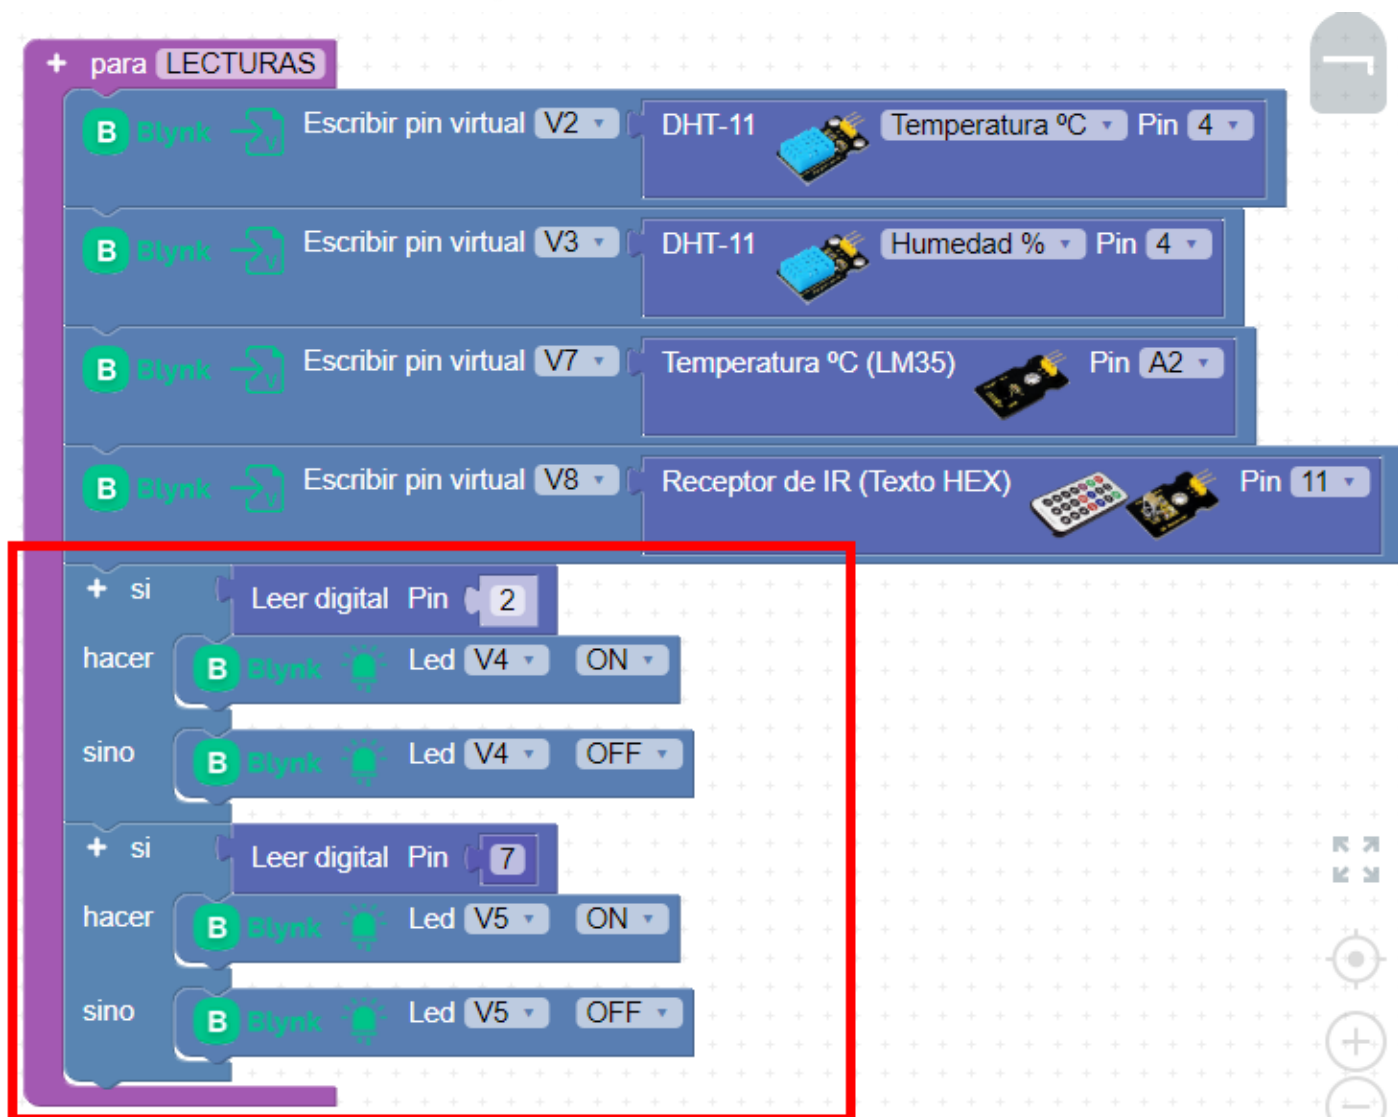 + para LECTURAS
B Blynk Escribir pin virtual V2 DHT-11 Temperatura ºC Pin 4
B Blynk Escribir pin virtual V3 DHT-11 Humedad % Pin 4
B Blynk Escribir pin virtual V7 Temperatura ºC (LM35) Pin A2
B Blynk Escribir pin virtual V8 Receptor de IR (Texto HEX) Pin 11
+ si Leer digital Pin 2
hacer B Blynk Led V4 ON
sino B Blynk Led V4 OFF
+ si Leer digital Pin 7
hacer B Blynk Led V5 ON
sino B Blynk Led V5 OFF